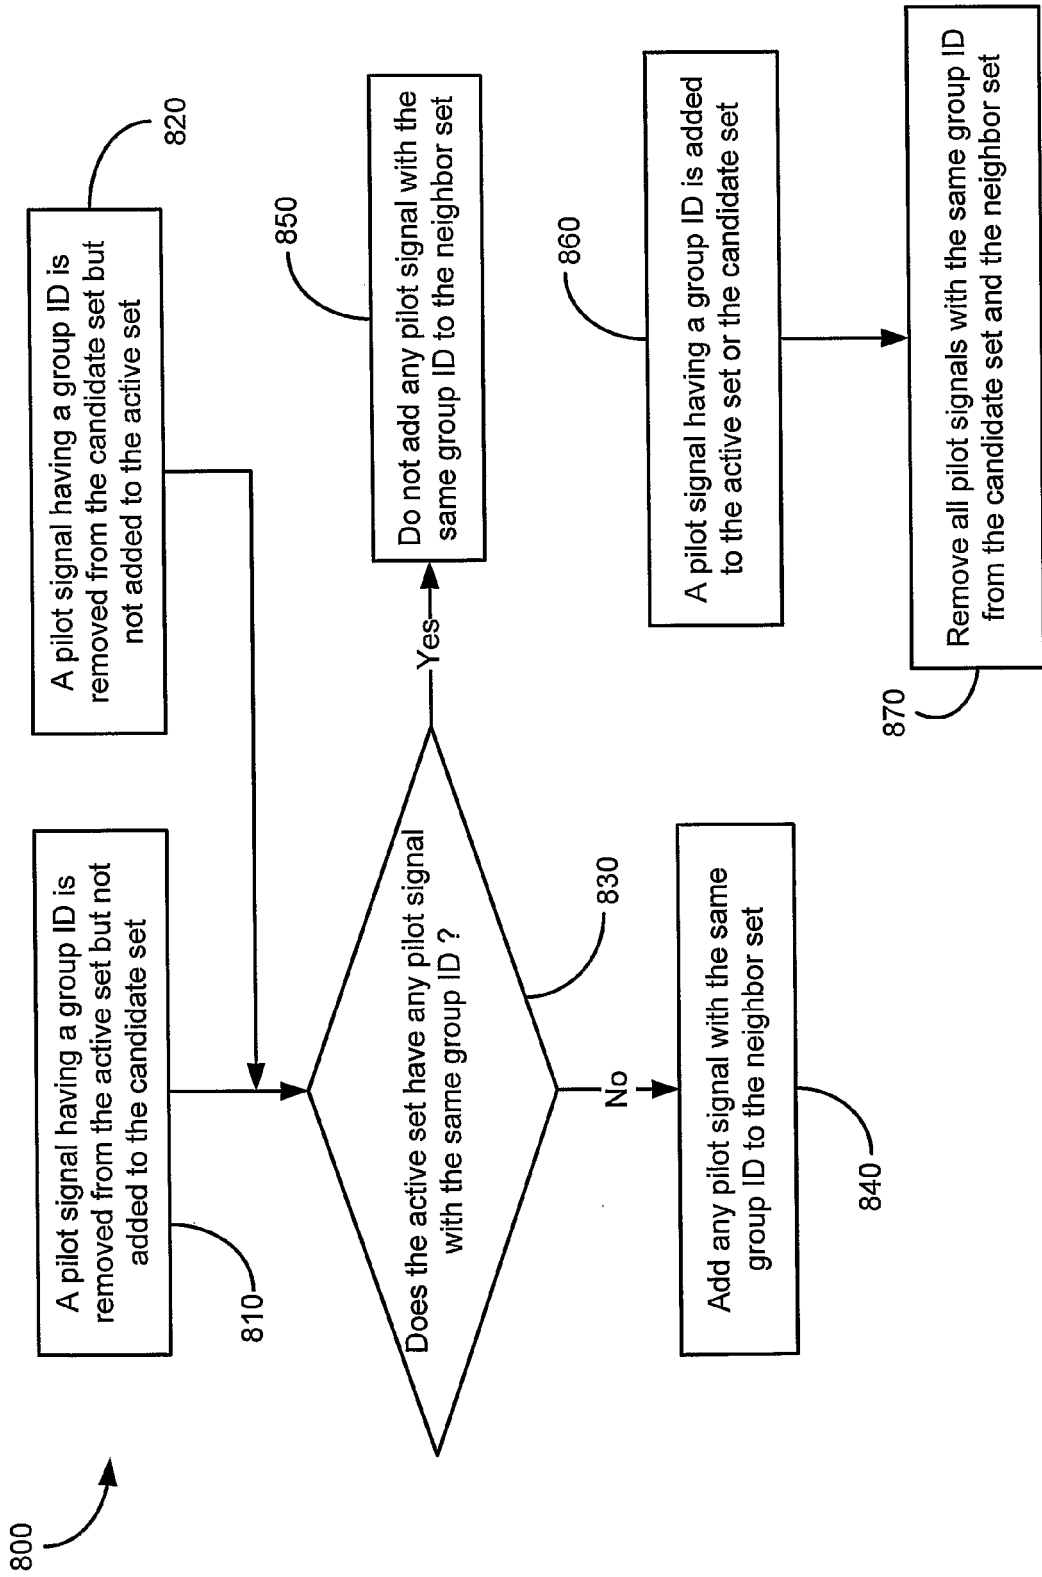 800
A pilot signal having a group ID is
removed from the active set but not
added to the candidate set
810
A pilot signal having a group ID is
removed from the candidate set but
not added to the active set
820
Does the active set have any pilot signal
with the same group ID ?
830
Yes
Do not add any pilot signal with the
same group ID to the neighbor set
850
No
Add any pilot signal with the same
group ID to the neighbor set
840
A pilot signal having a group ID is added
to the active set or the candidate set
860
Remove all pilot signals with the same group ID
from the candidate set and the neighbor set
870